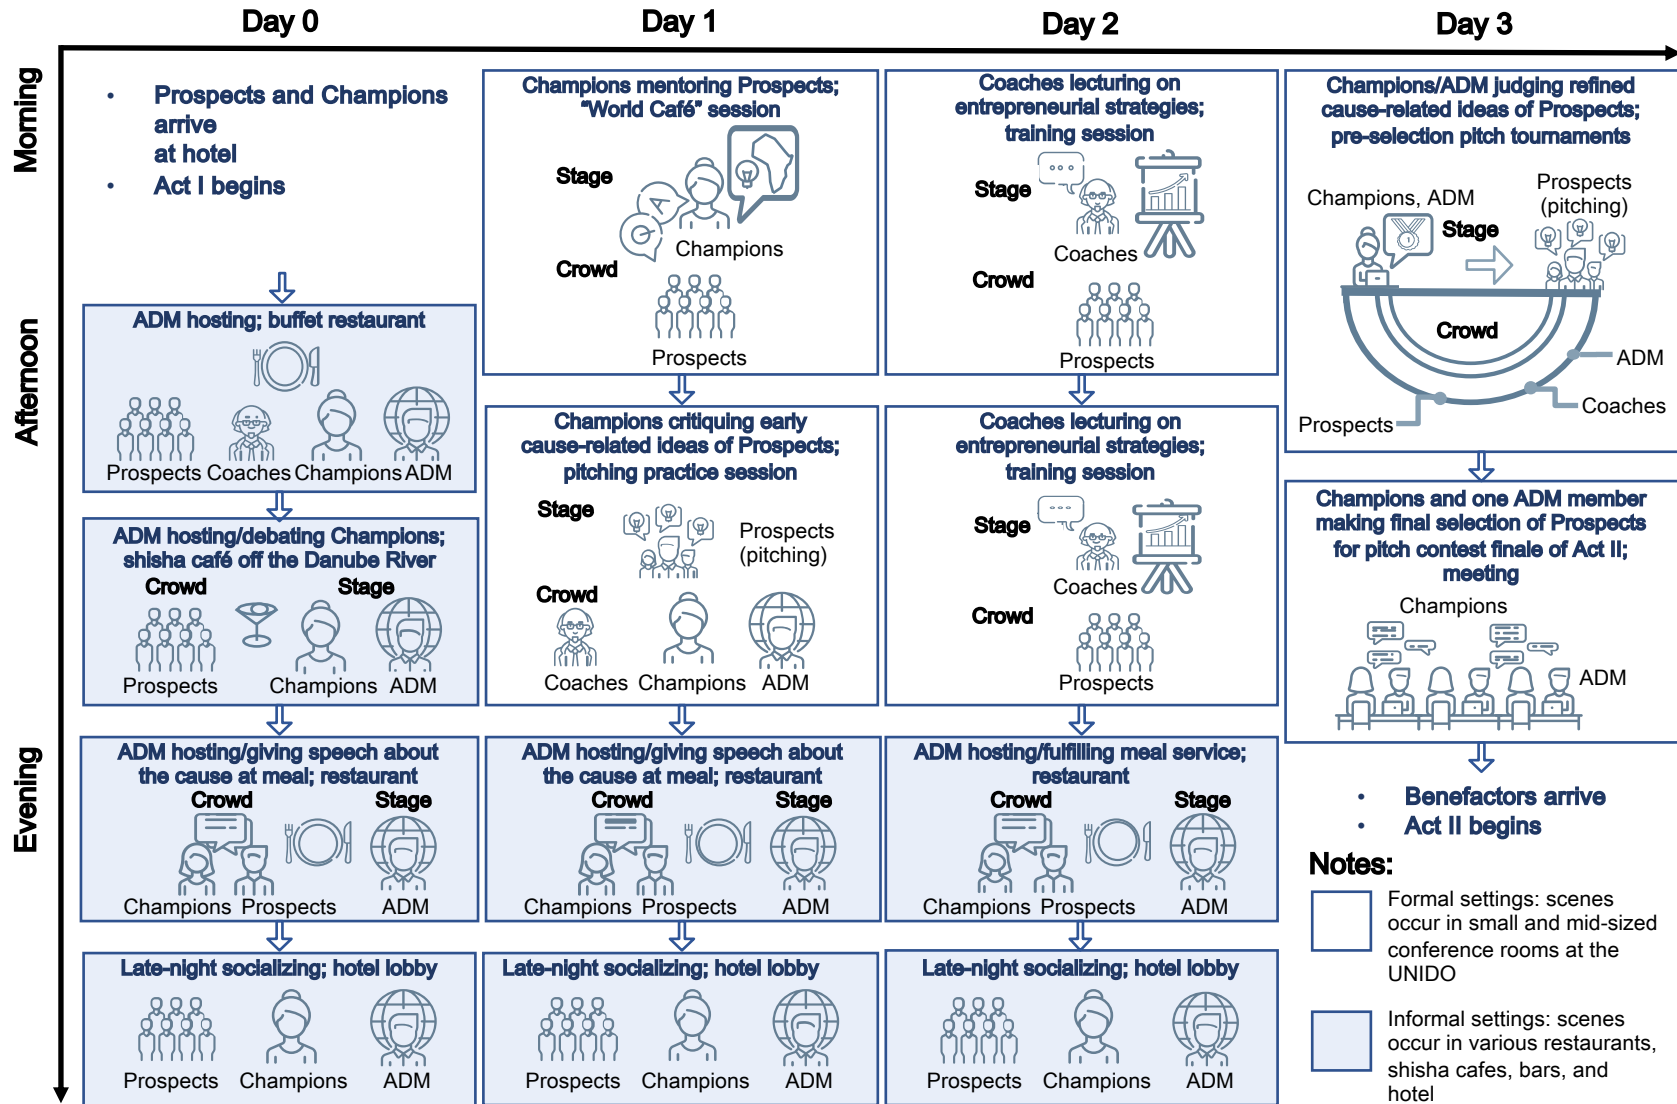 Day 0
Day 1
Day 2
Day 3
Morning
Afternoon
Evening
• Prospects and Champions
arrive
at hotel
• Act I begins
ADM hosting; buffet restaurant
Prospects Coaches Champions ADM
ADM hosting/debating Champions;
shisha café off the Danube River
Crowd Stage
Prospects Champions ADM
ADM hosting/giving speech about
the cause at meal; restaurant
Crowd Stage
Champions Prospects ADM
Late-night socializing; hotel lobby
Prospects Champions ADM
Champions mentoring Prospects;
“World Café” session
Stage
A
Q
Champions
Crowd
Prospects
Champions critiquing early
cause-related ideas of Prospects;
pitching practice session
Stage
Prospects
(pitching)
Crowd
Coaches Champions ADM
ADM hosting/giving speech about
the cause at meal; restaurant
Crowd Stage
Champions Prospects ADM
Late-night socializing; hotel lobby
Prospects Champions ADM
Coaches lecturing on
entrepreneurial strategies;
training session
Stage
Coaches
Crowd
Prospects
Coaches lecturing on
entrepreneurial strategies;
training session
Stage
Coaches
Crowd
Prospects
ADM hosting/fulfilling meal service;
restaurant
Crowd Stage
Champions Prospects ADM
Late-night socializing; hotel lobby
Prospects Champions ADM
Champions/ADM judging refined
cause-related ideas of Prospects;
pre-selection pitch tournaments
Prospects
(pitching)
Champions, ADM
Stage
1
Crowd
ADM
Coaches
Prospects
Champions and one ADM member
making final selection of Prospects
for pitch contest finale of Act II;
meeting
Champions
ADM
• Benefactors arrive
• Act II begins
Notes:
Formal settings: scenes
occur in small and mid-sized
conference rooms at the
UNIDO
Informal settings: scenes
occur in various restaurants,
shisha cafes, bars, and
hotel